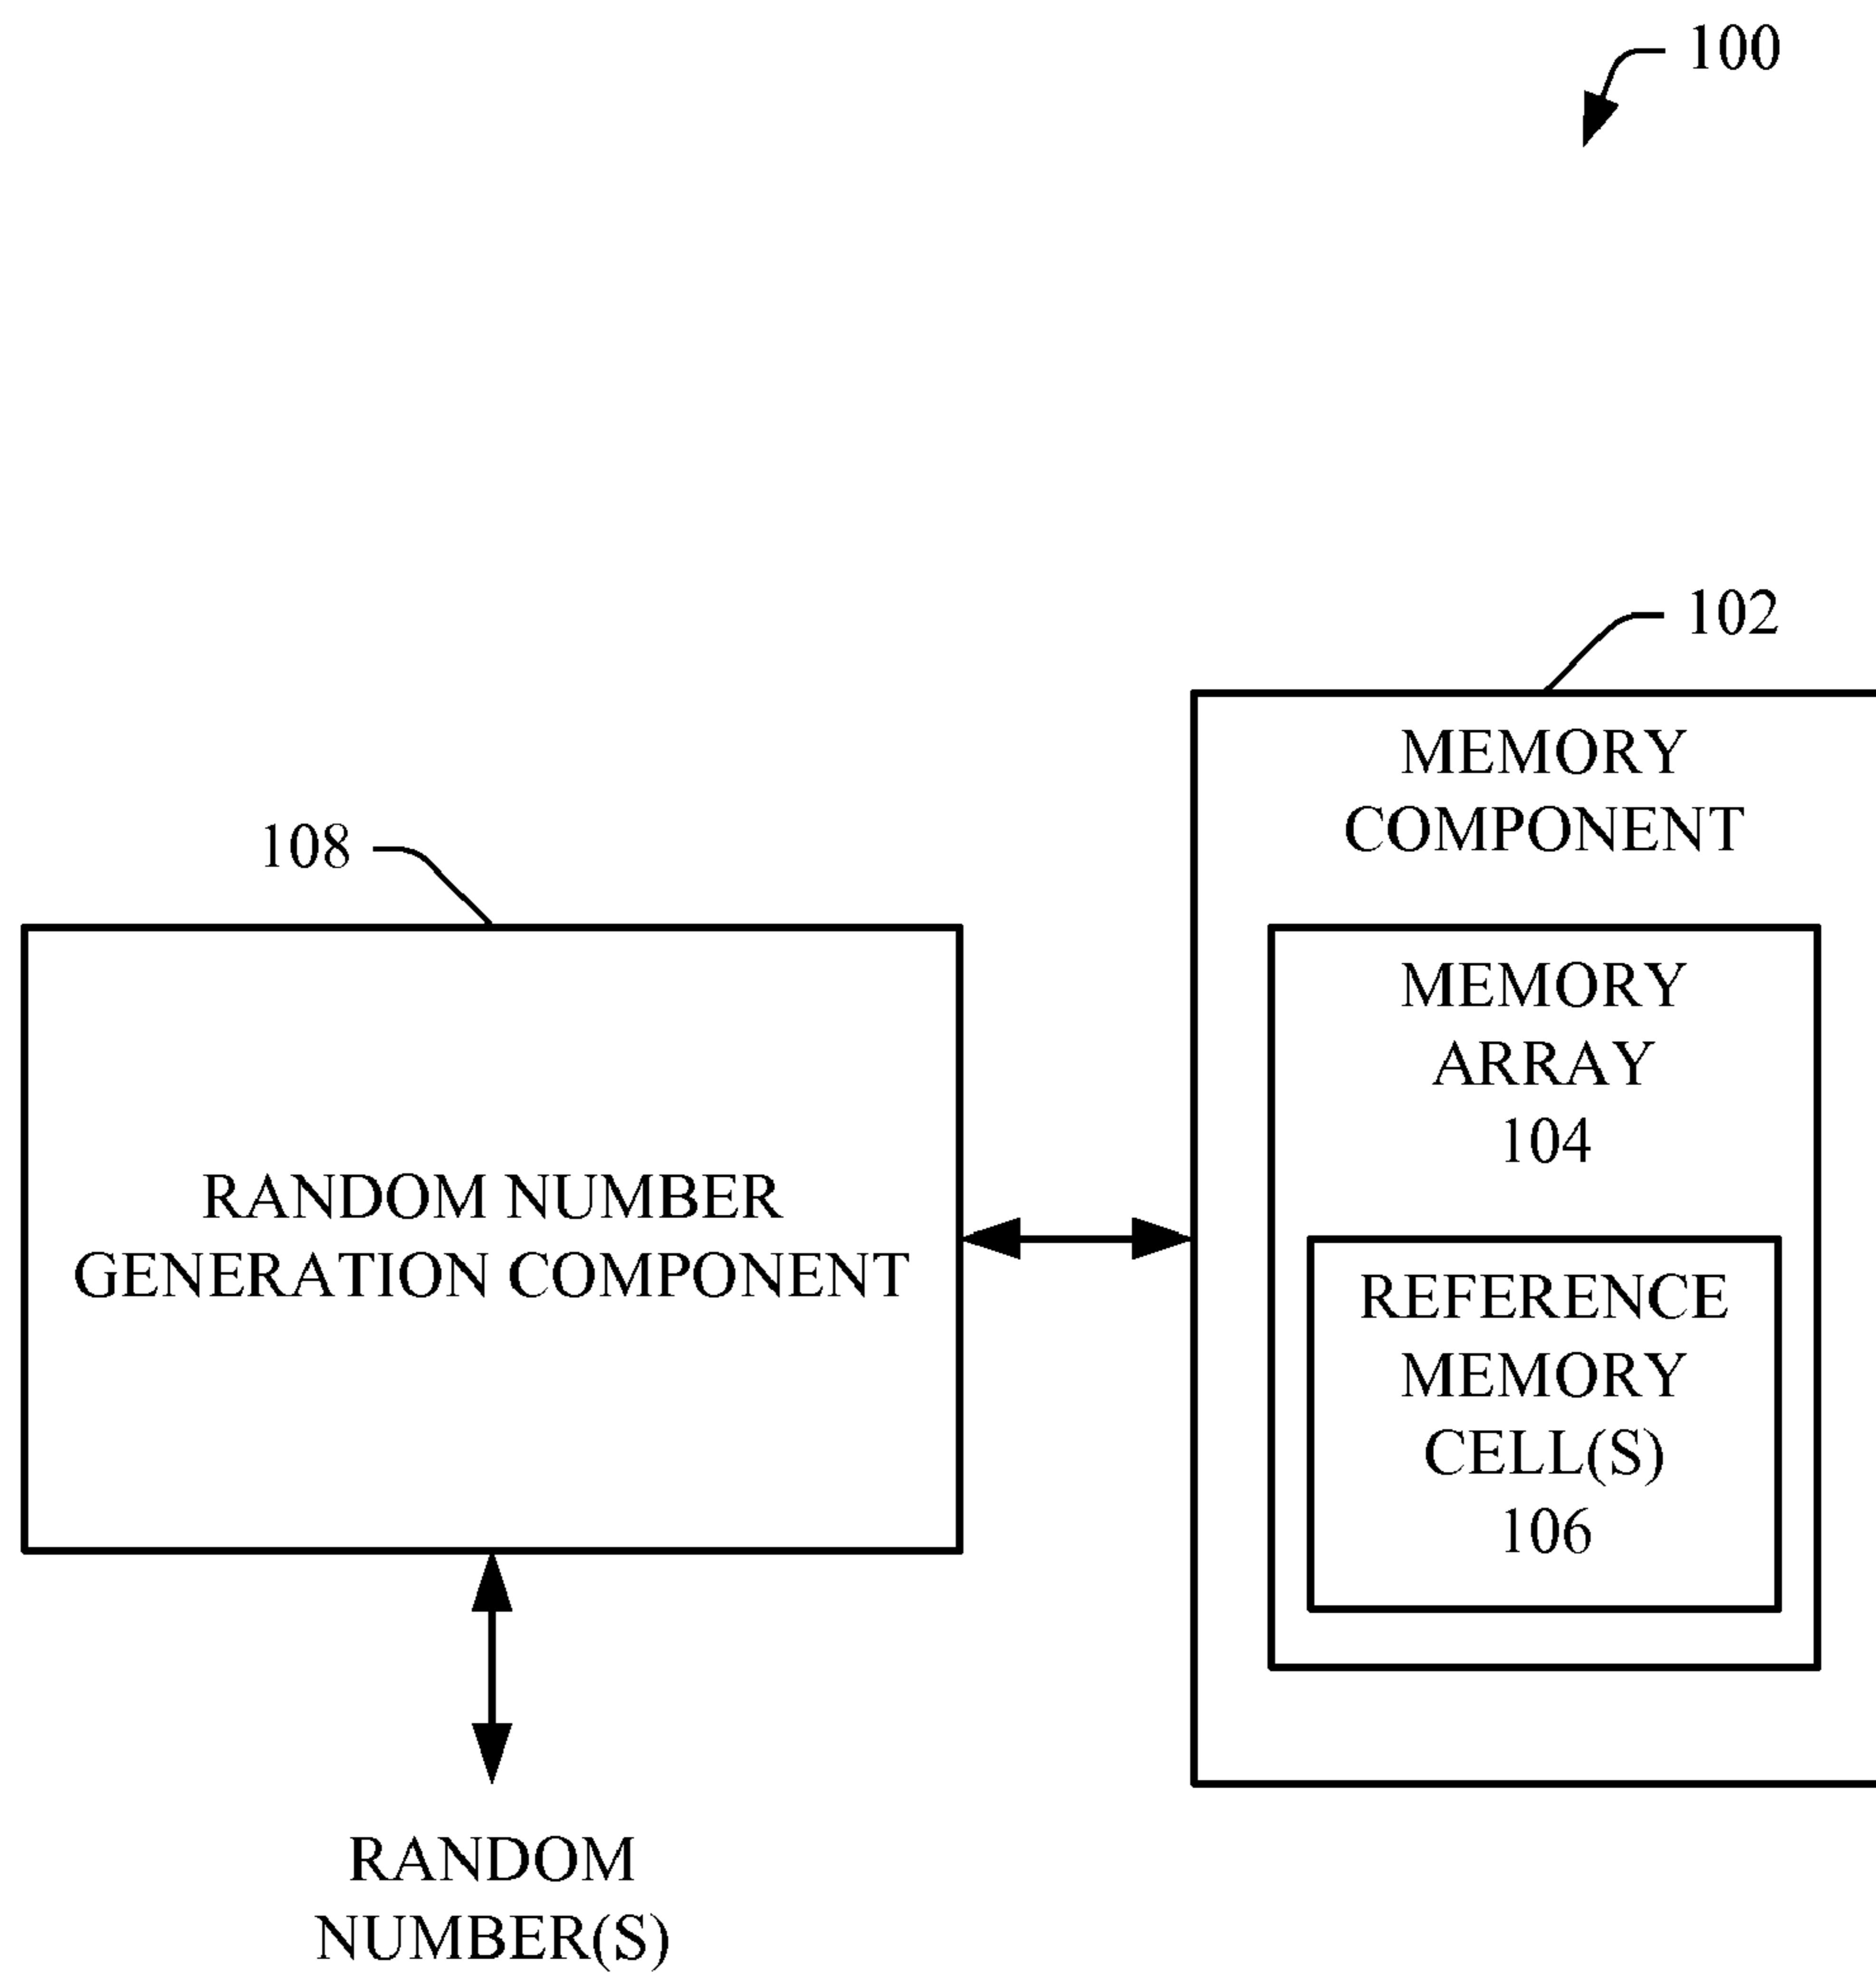 100
102
MEMORY
COMPONENT
108
MEMORY
ARRAY
104
RANDOM NUMBER
GENERATION COMPONENT
REFERENCE
MEMORY
CELL(S)
106
RANDOM
NUMBER(S)